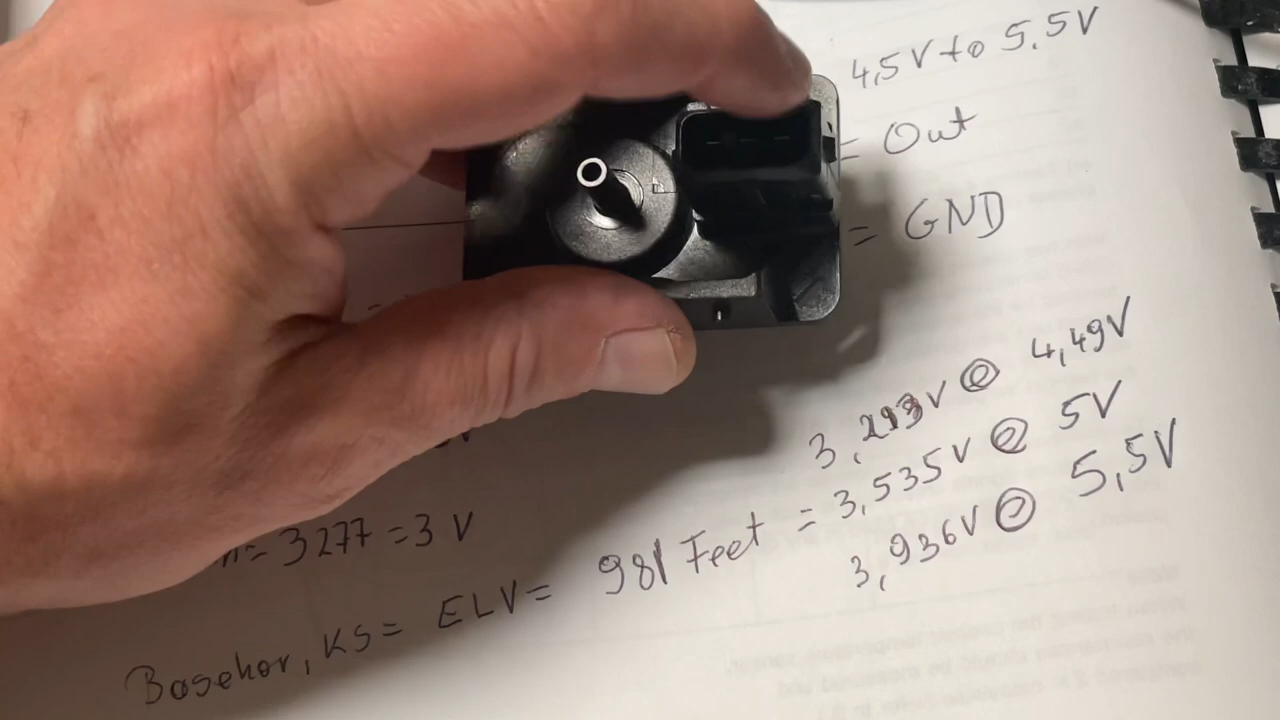 4,5V to 5.5V
= Out
= GND
3,293V @ 4,49V
= 3277 = 3 V
= 3,535V @ 5V
3,936V @ 5,5V
Basehor, KS = ELV = 981 Feet